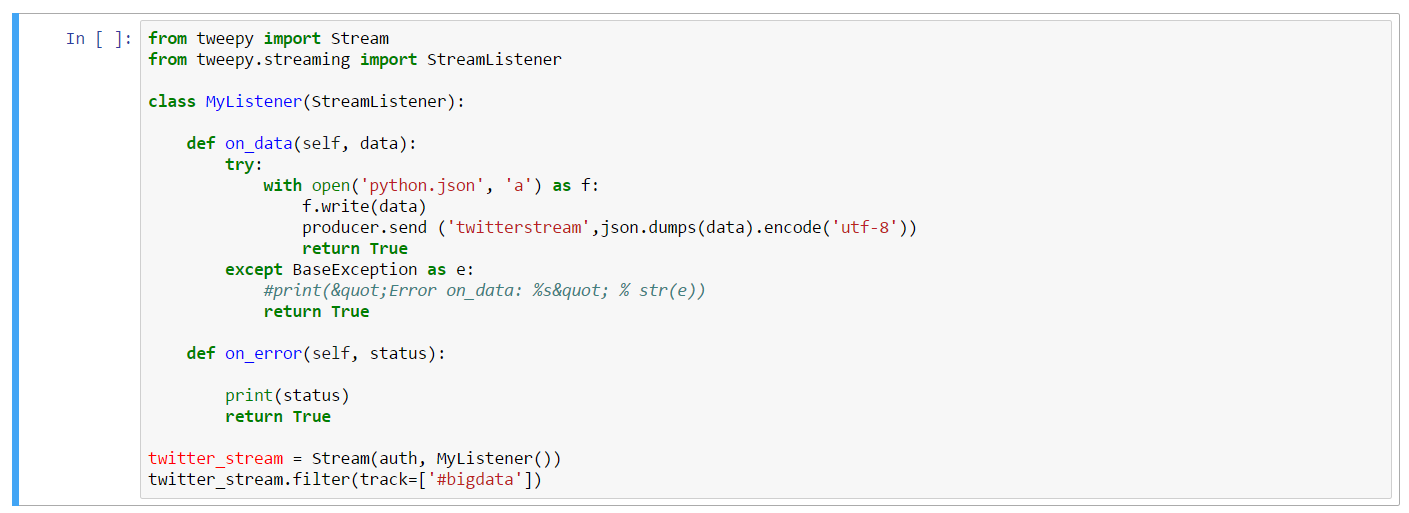 In [ ]: from tweepy import Stream
from tweepy.streaming import StreamListener
class MyListener(StreamListener):
def on_data(self, data):
try:
with open('python.json', 'a') as f:
f.write(data)
producer.send ('twitterstream',json.dumps(data).encode('utf-8'))
return True
except BaseException as e:
#print(&quot;Error on_data: %s&quot; % str(e))
return True
def on_error(self, status):
print(status)
return True
twitter_stream = Stream(auth, MyListener())
twitter_stream.filter(track=['#bigdata'])